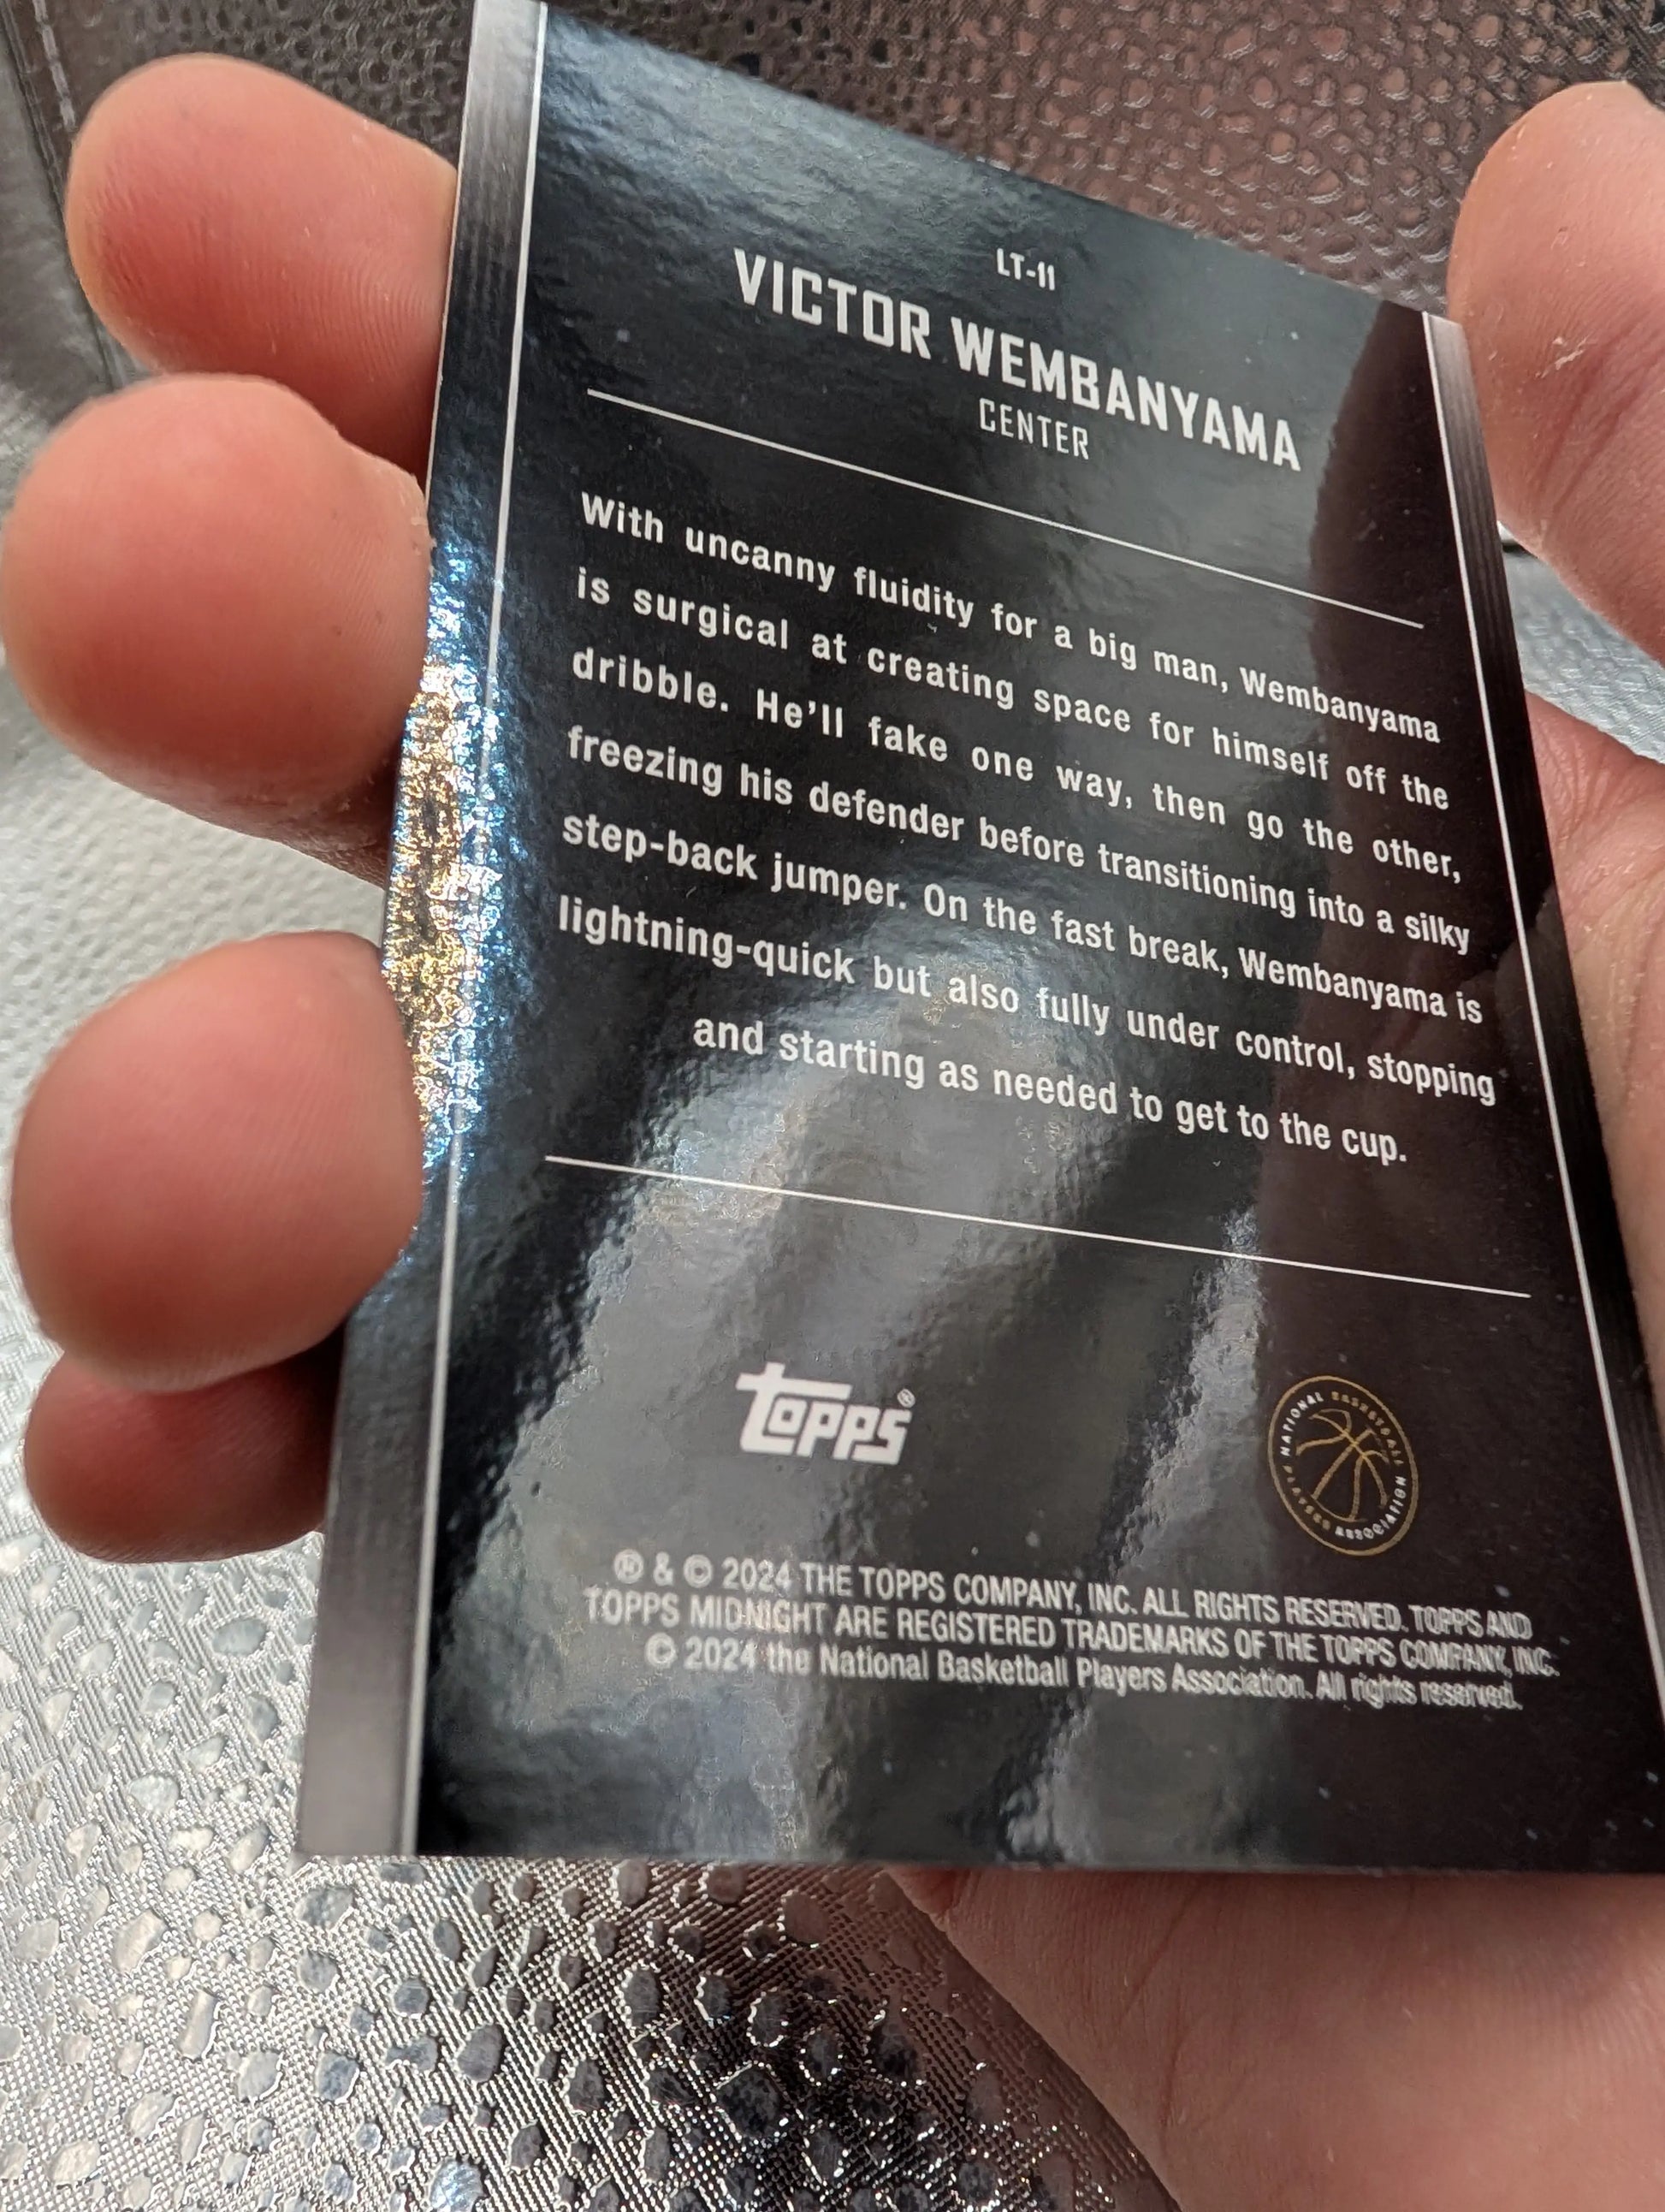 LT-11
VICTOR WEMBANYAMA
CENTER
With uncanny fluidity for a big man, Wembanyama
is surgical at creating space for himself off the
dribble. He'll fake one way, then go the other,
freezing his defender before transitioning into a silky
step-back jumper. On the fast break, Wembanyama is
lightning-quick but also fully under control, stopping
and starting as needed to get to the cup.
topps®
NATIONAL BASKETBALL PLAYERS ASSOCIATION
® & © 2024 THE TOPPS COMPANY, INC. ALL RIGHTS RESERVED. TOPPS AND
TOPPS MIDNIGHT ARE REGISTERED TRADEMARKS OF THE TOPPS COMPANY, INC.
© 2024 the National Basketball Players Association. All rights reserved.